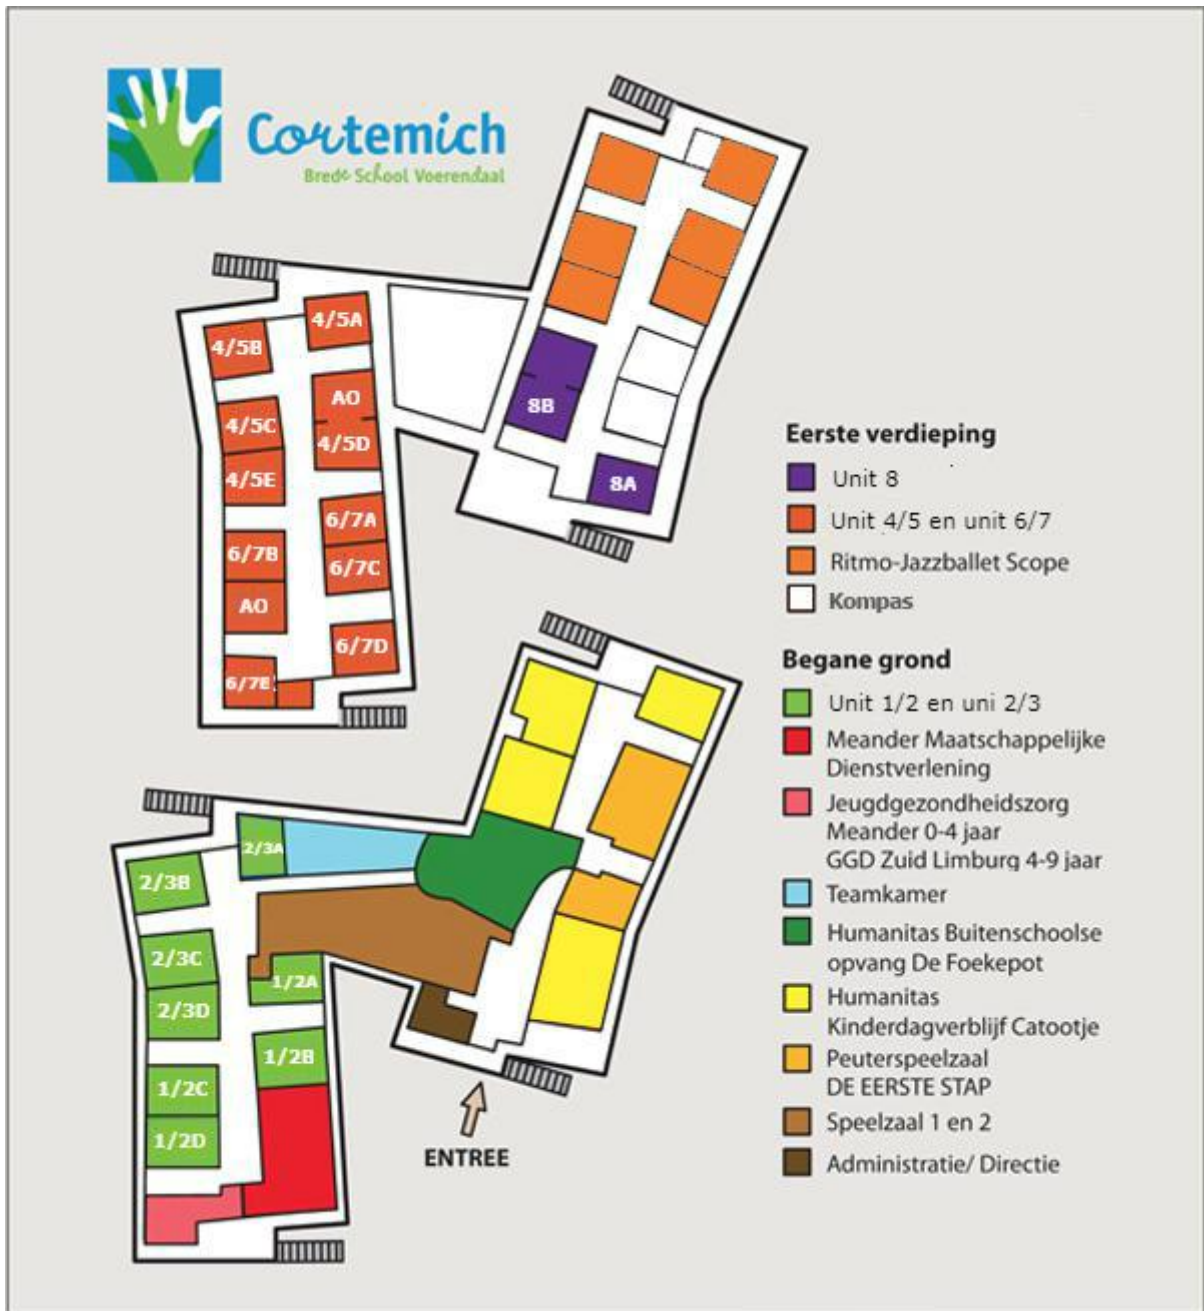 Cortemich
Brede School Voerendaal
4/5A
4/5B
AO
4/5C
4/5D
4/5E
6/7A
6/7B
6/7C
AO
6/7D
6/7E
8B
8A
Eerste verdieping
Unit 8
Unit 4/5 en unit 6/7
Ritmo-Jazzballet Scope
Kompas
Begane grond
Unit 1/2 en uni 2/3
Meander Maatschappelijke
Dienstverlening
Jeugdgezondheidszorg
Meander 0-4 jaar
GGD Zuid Limburg 4-9 jaar
Teamkamer
Humanitas Buitenschoolse
opvang De Foekepot
Humanitas
Kinderdagverblijf Catootje
Peuterspeelzaal
DE EERSTE STAP
Speelzaal 1 en 2
Administratie/ Directie
2/3A
2/3B
2/3C
1/2A
2/3D
1/2B
1/2C
1/2D
ENTREE